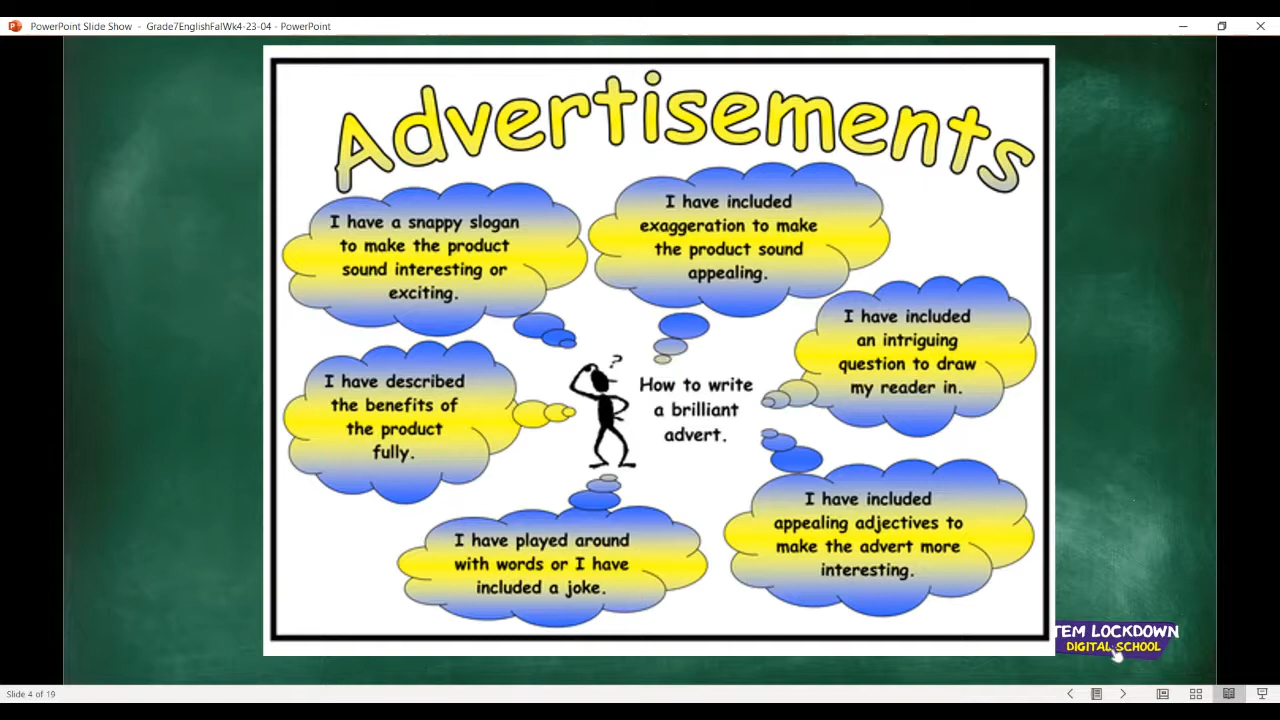 PowerPoint Slide Show - Grade7EnglishFalWk4-23-04 - PowerPoint
Advertisements
I have a snappy slogan
to make the product
sound interesting or
exciting.
I have included
exaggeration to make
the product sound
appealing.
I have included
an intriguing
question to draw
my reader in.
I have described
the benefits of
the product
fully.
?
How to write
a brilliant
advert.
I have included
appealing adjectives to
make the advert more
interesting.
I have played around
with words or I have
included a joke.
TEM LOCKDOWN
DIGITAL SCHOOL
Slide 4 of 19